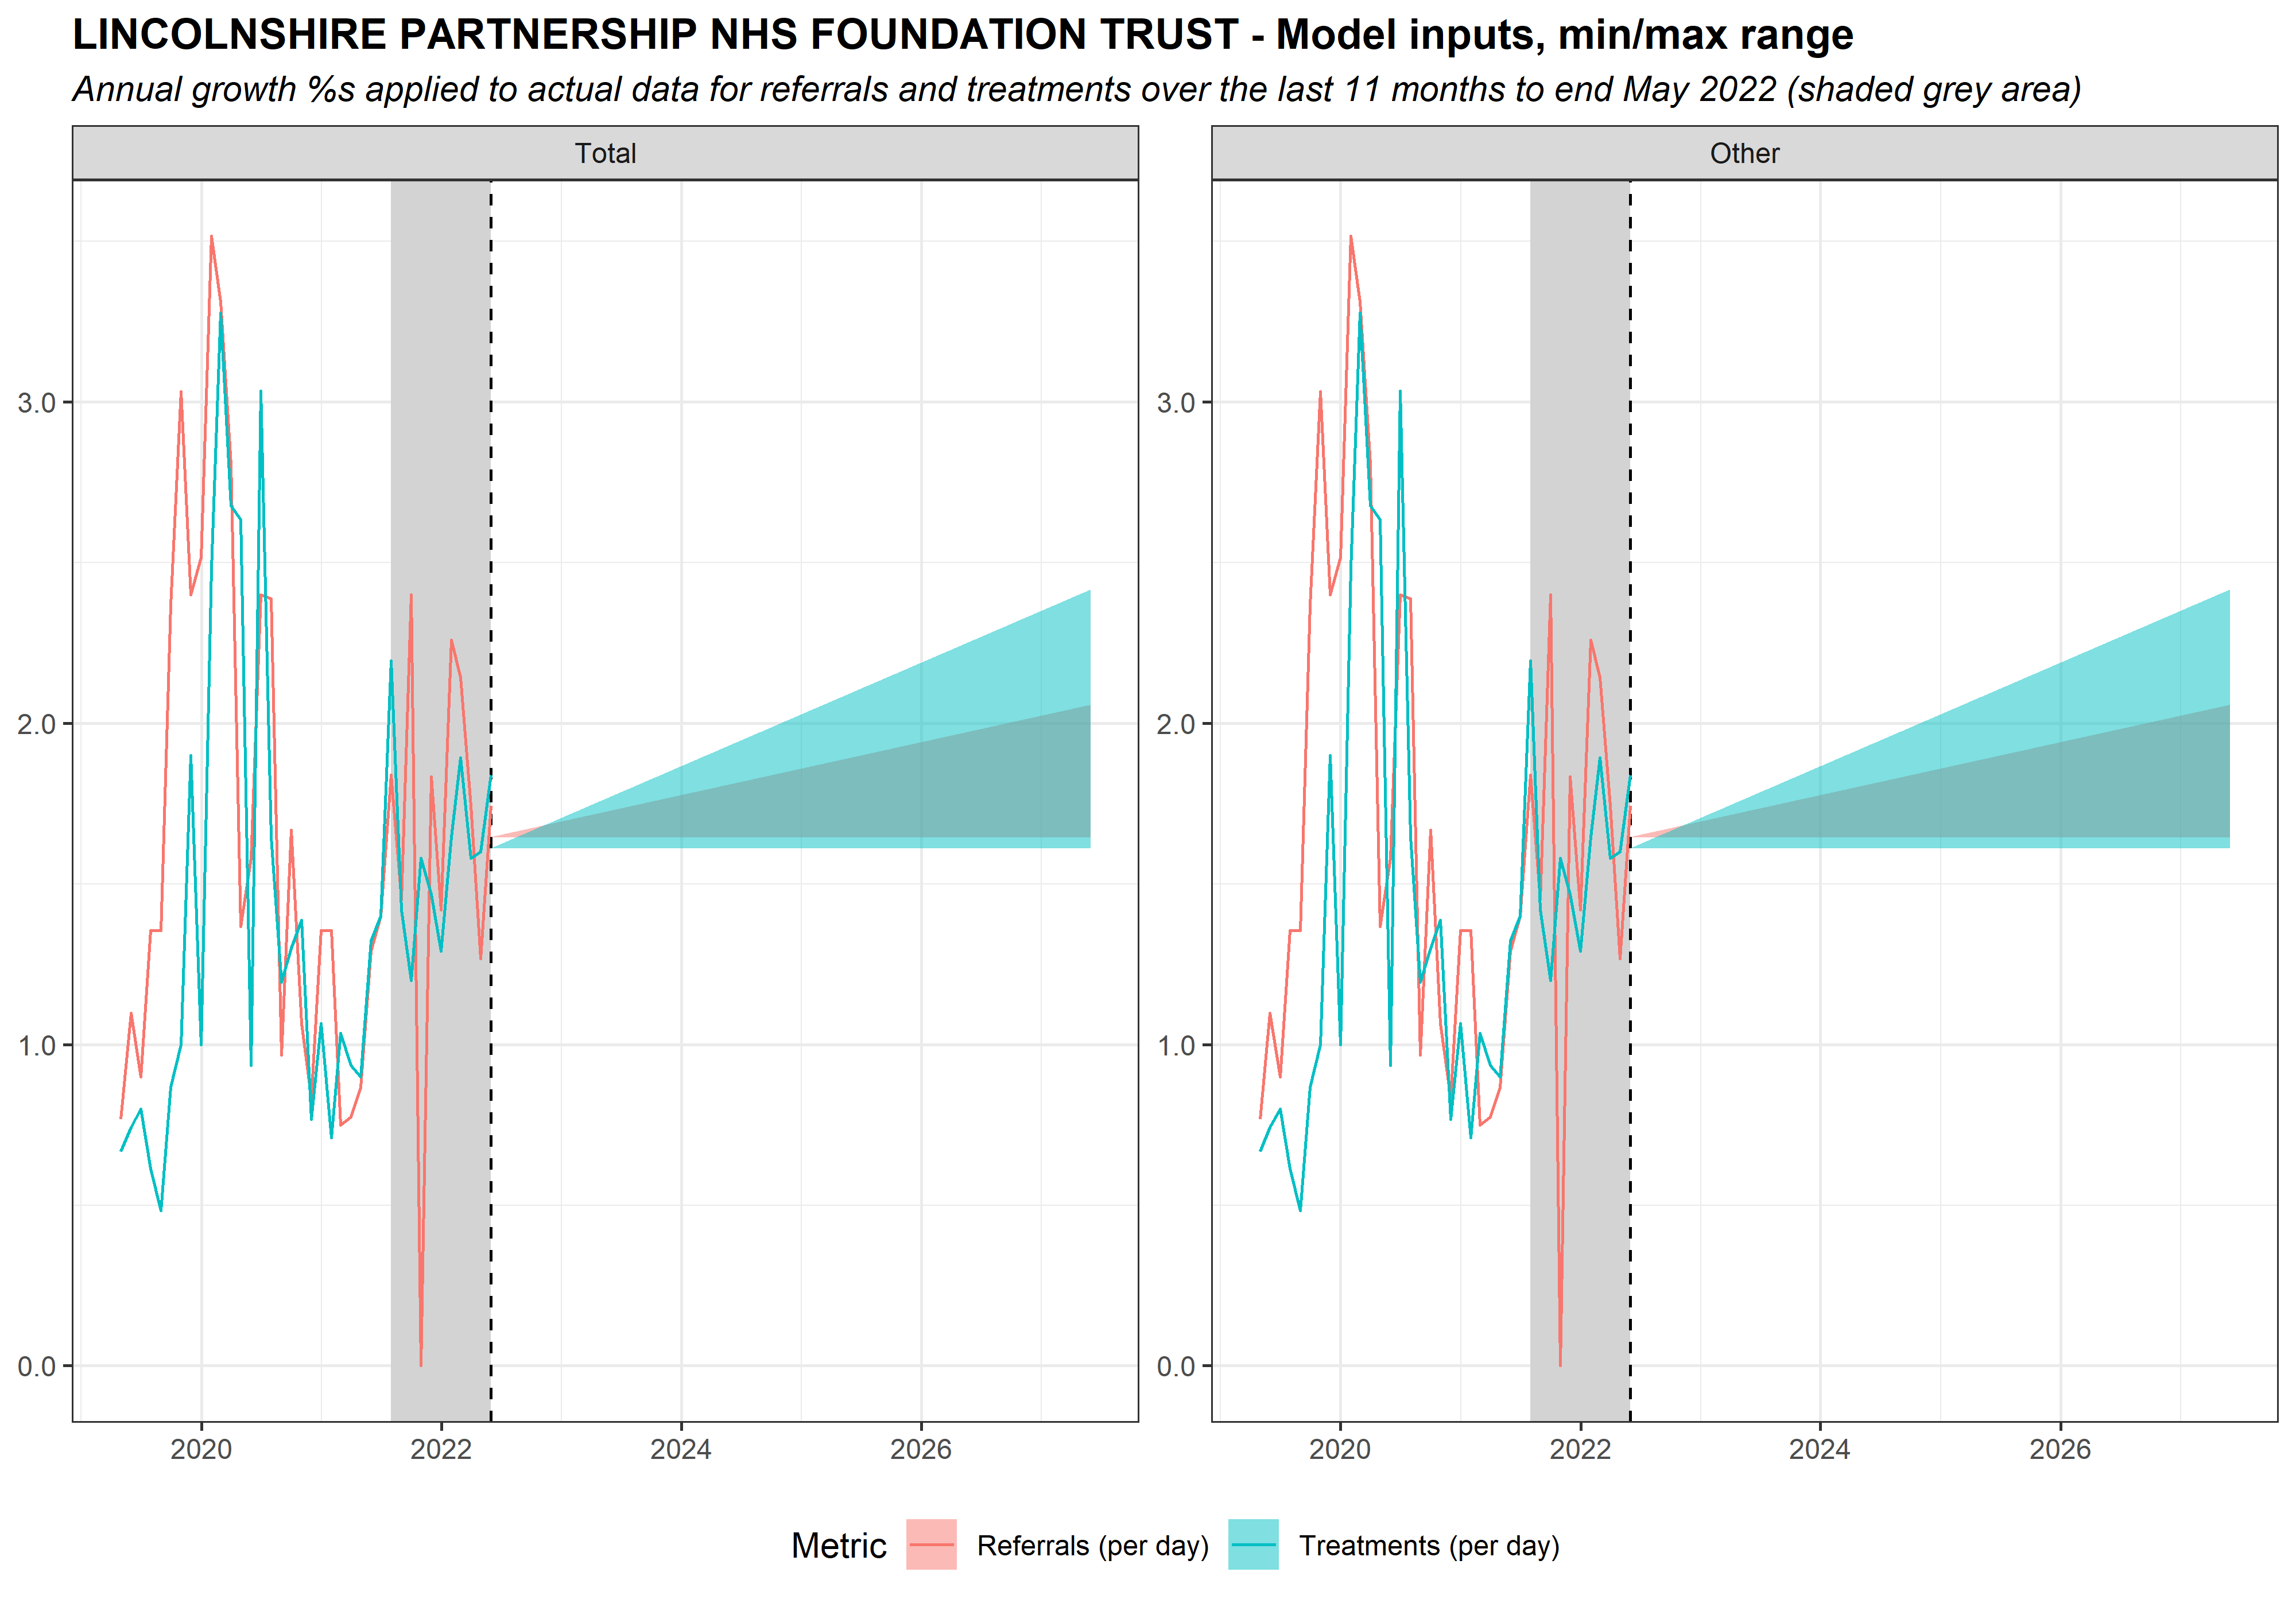 LINCOLNSHIRE PARTNERSHIP NHS FOUNDATION TRUST - Model inputs, min/max range
Annual growth %s applied to actual data for referrals and treatments over the last 11 months to end May 2022 (shaded grey area)
Total
Other
3.0
2.0
1.0
0.0
3.0
2.0
1.0
0.0
2020 2022 2024 2026
2020 2022 2024 2026
Metric Referrals (per day) Treatments (per day)